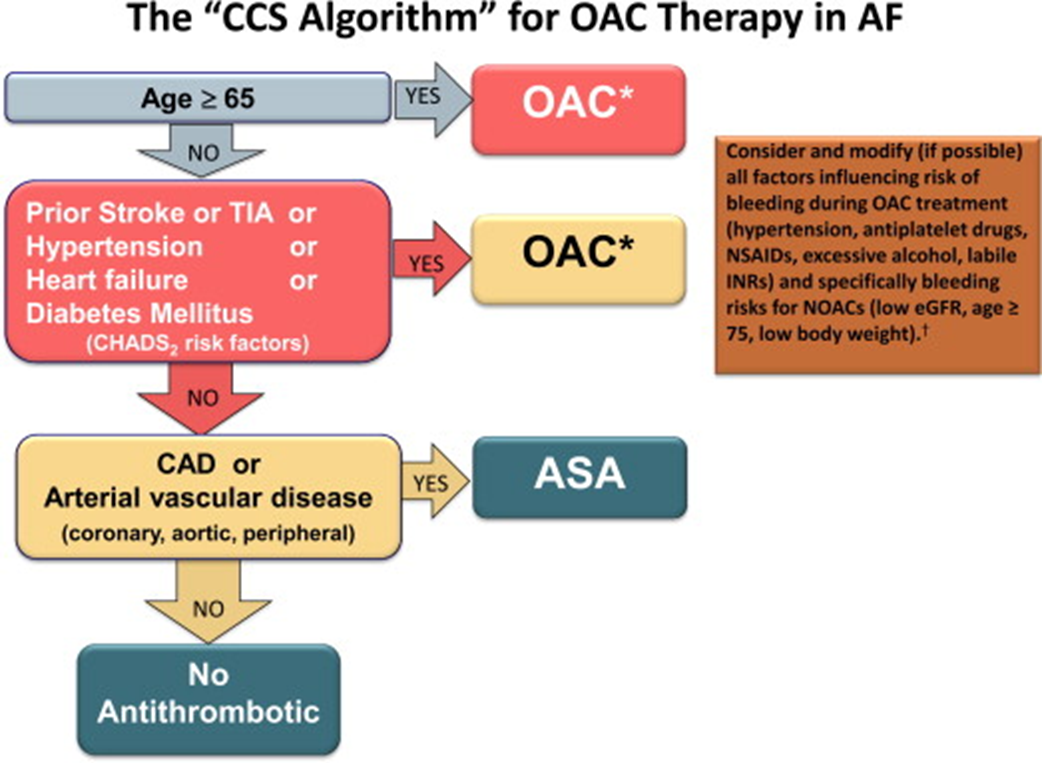 The “CCS Algorithm” for OAC Therapy in AF
Age ≥ 65
YES
OAC*
NO
Prior Stroke or TIA or
Hypertension or
Heart failure or
Diabetes Mellitus
(CHADS₂ risk factors)
YES
OAC*
Consider and modify (if possible)
all factors influencing risk of
bleeding during OAC treatment
(hypertension, antiplatelet drugs,
NSAIDs, excessive alcohol, labile
INRs) and specifically bleeding
risks for NOACs (low eGFR, age ≥
75, low body weight).†
NO
CAD or
Arterial vascular disease
(coronary, aortic, peripheral)
YES
ASA
NO
No
Antithrombotic